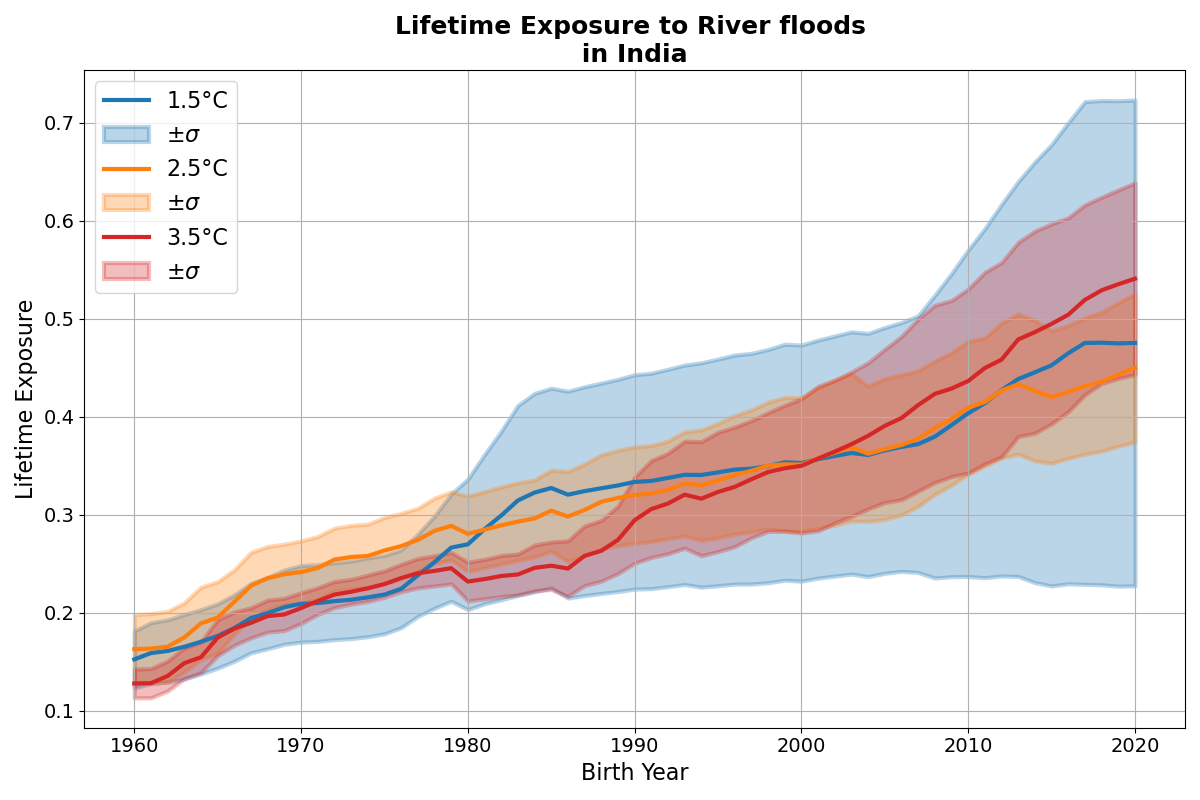 Lifetime Exposure to River floods
in India
1.5°C
±σ
2.5°C
±σ
3.5°C
±σ
Lifetime Exposure
0.7
0.6
0.5
0.4
0.3
0.2
0.1
1960 1970 1980 1990 2000 2010 2020
Birth Year